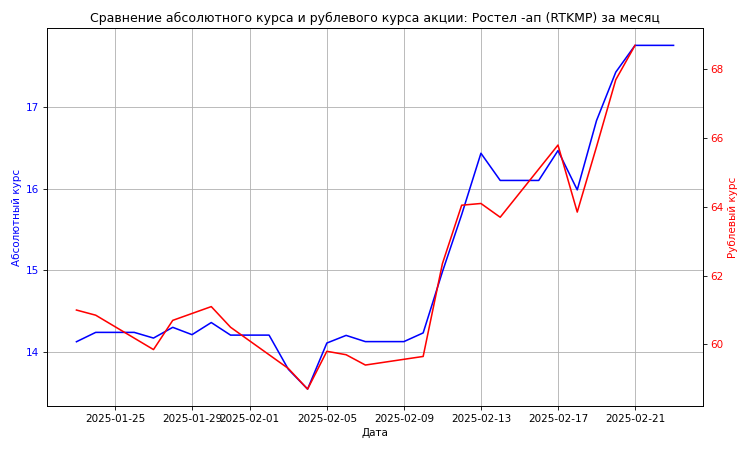 Сравнение абсолютного курса и рублевого курса акции: Ростел -ап (RTKMP) за месяц
17
16
15
14
Абсолютный курс
68
66
64
62
60
Рублевый курс
2025-01-25 2025-01-29 2025-02-01 2025-02-05 2025-02-09 2025-02-13 2025-02-17 2025-02-21
Дата